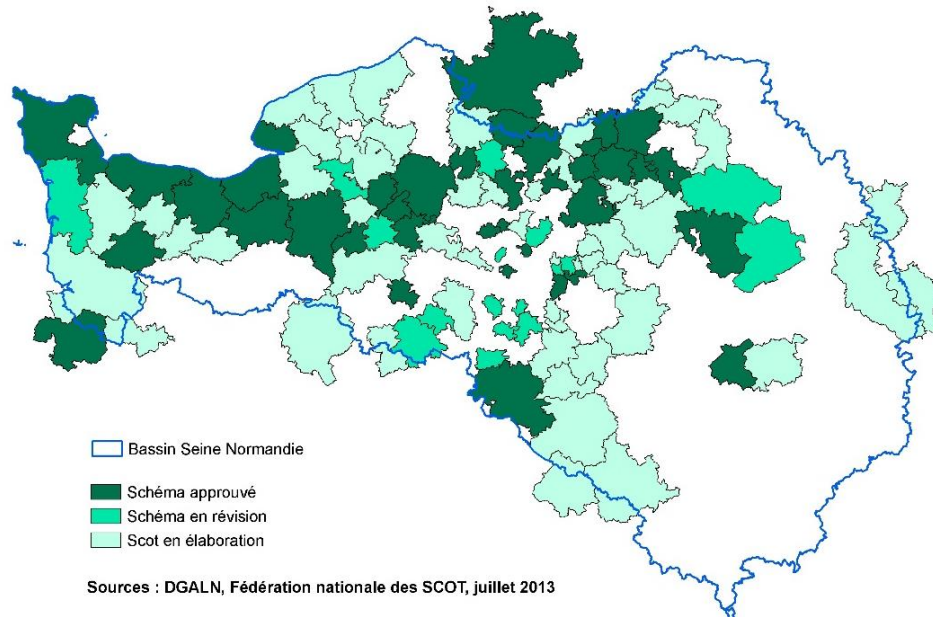 Bassin Seine Normandie
Schéma approuvé
Schéma en révision
Scot en élaboration
Sources : DGALN, Fédération nationale des SCOT, juillet 2013